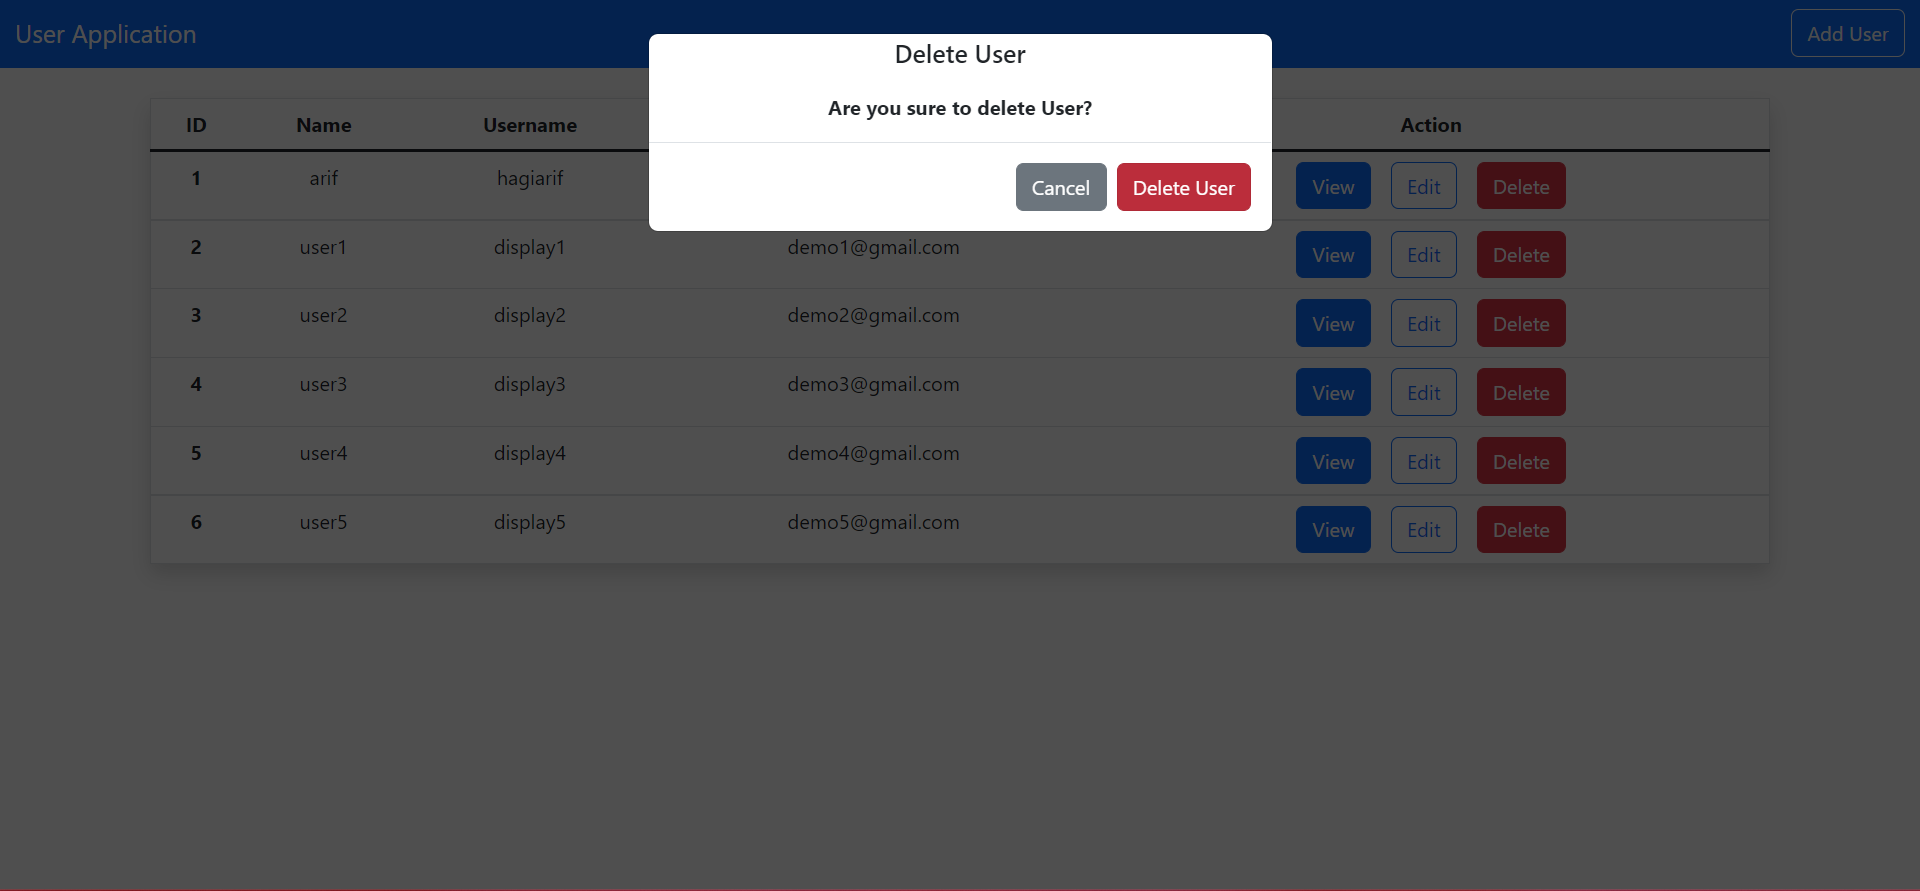 User Application
Add User
Delete User
Are you sure to delete User?
Cancel Delete User
ID Name Username Action
1 arif hagiarif View Edit Delete
2 user1 display1 demo1@gmail.com View Edit Delete
3 user2 display2 demo2@gmail.com View Edit Delete
4 user3 display3 demo3@gmail.com View Edit Delete
5 user4 display4 demo4@gmail.com View Edit Delete
6 user5 display5 demo5@gmail.com View Edit Delete